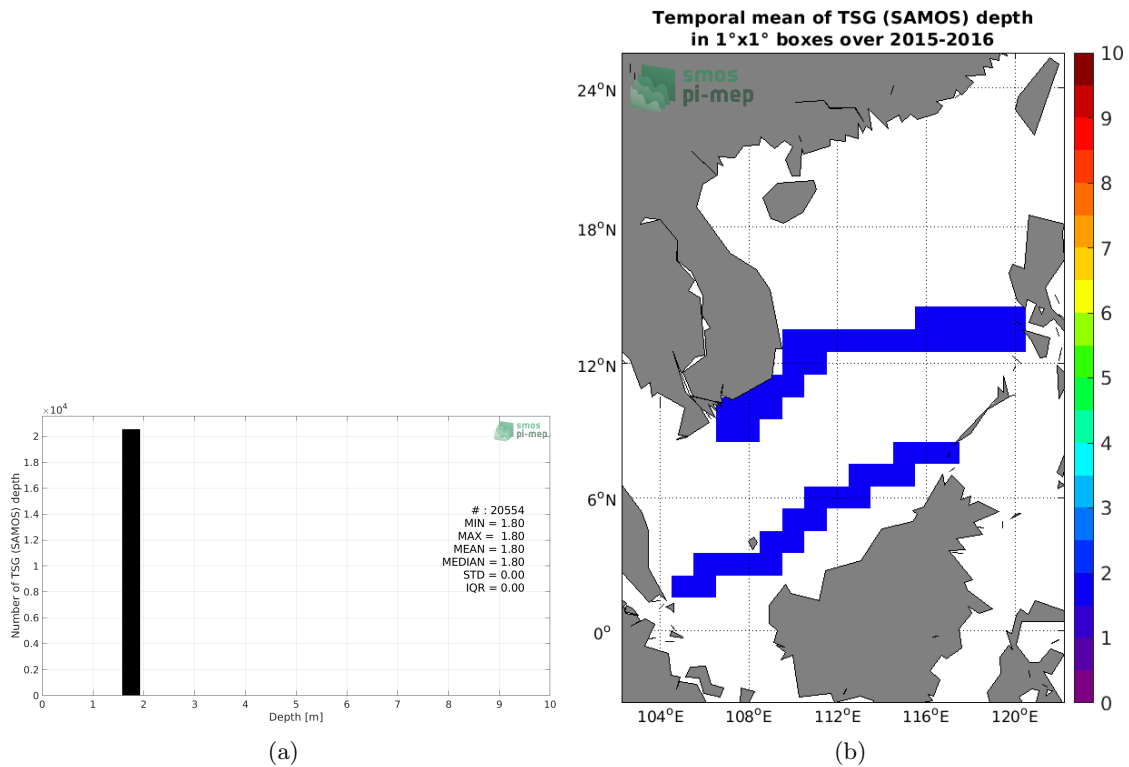 ×10⁴
2
1.8
1.6
1.4
1.2
1
0.8
0.6
0.4
0.2
0
Number of TSG (SAMOS) depth
0 1 2 3 4 5 6 7 8 9 10
Depth [m]
smos
pi-mep
# : 20554
MIN = 1.80
MAX = 1.80
MEAN = 1.80
MEDIAN = 1.80
STD = 0.00
IQR = 0.00
(a)
Temporal mean of TSG (SAMOS) depth
in 1°x1° boxes over 2015-2016
smos
pi-mep
24°N
18°N
12°N
6°N
0°
104°E 108°E 112°E 116°E 120°E
10
9
8
7
6
5
4
3
2
1
0
(b)